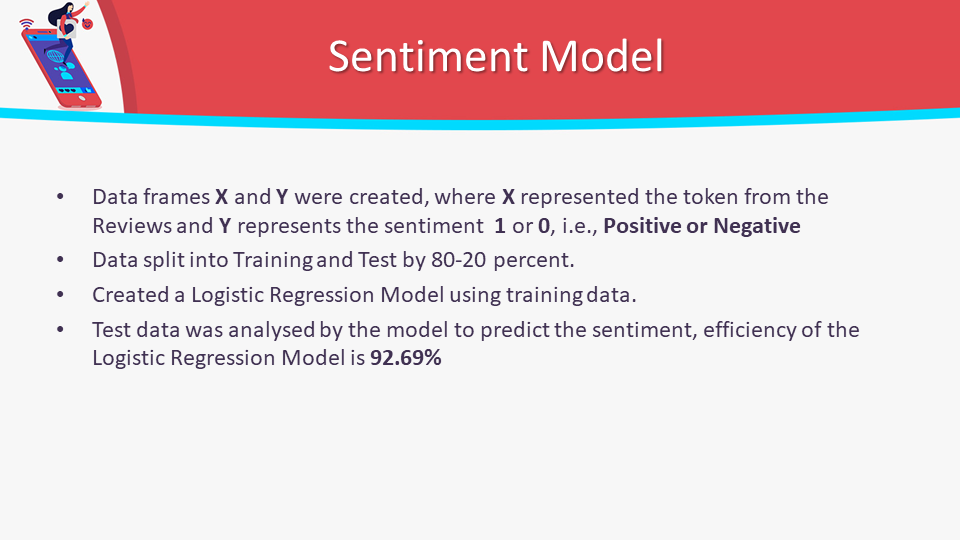 Sentiment Model
• Data frames X and Y were created, where X represented the token from the
Reviews and Y represents the sentiment 1 or 0, i.e., Positive or Negative
• Data split into Training and Test by 80-20 percent.
• Created a Logistic Regression Model using training data.
• Test data was analysed by the model to predict the sentiment, efficiency of the
Logistic Regression Model is 92.69%